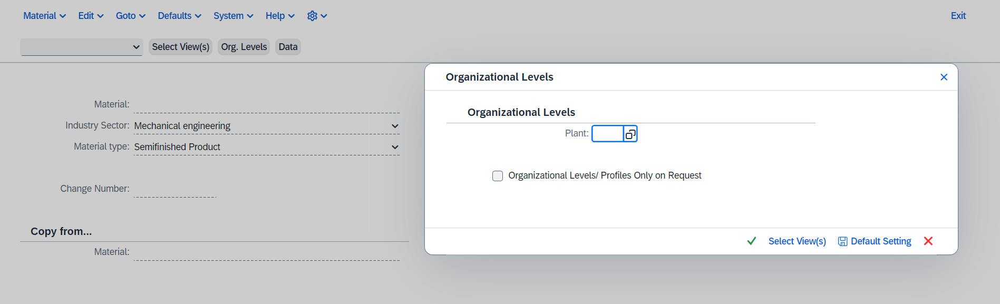 Material Edit Goto Defaults System Help Exit
Select View(s) Org. Levels Data
Material:
Industry Sector: Mechanical engineering
Material type: Semifinished Product
Change Number:
Copy from...
Material:
Organizational Levels
Organizational Levels
Plant:
Organizational Levels/ Profiles Only on Request
Select View(s) Default Setting